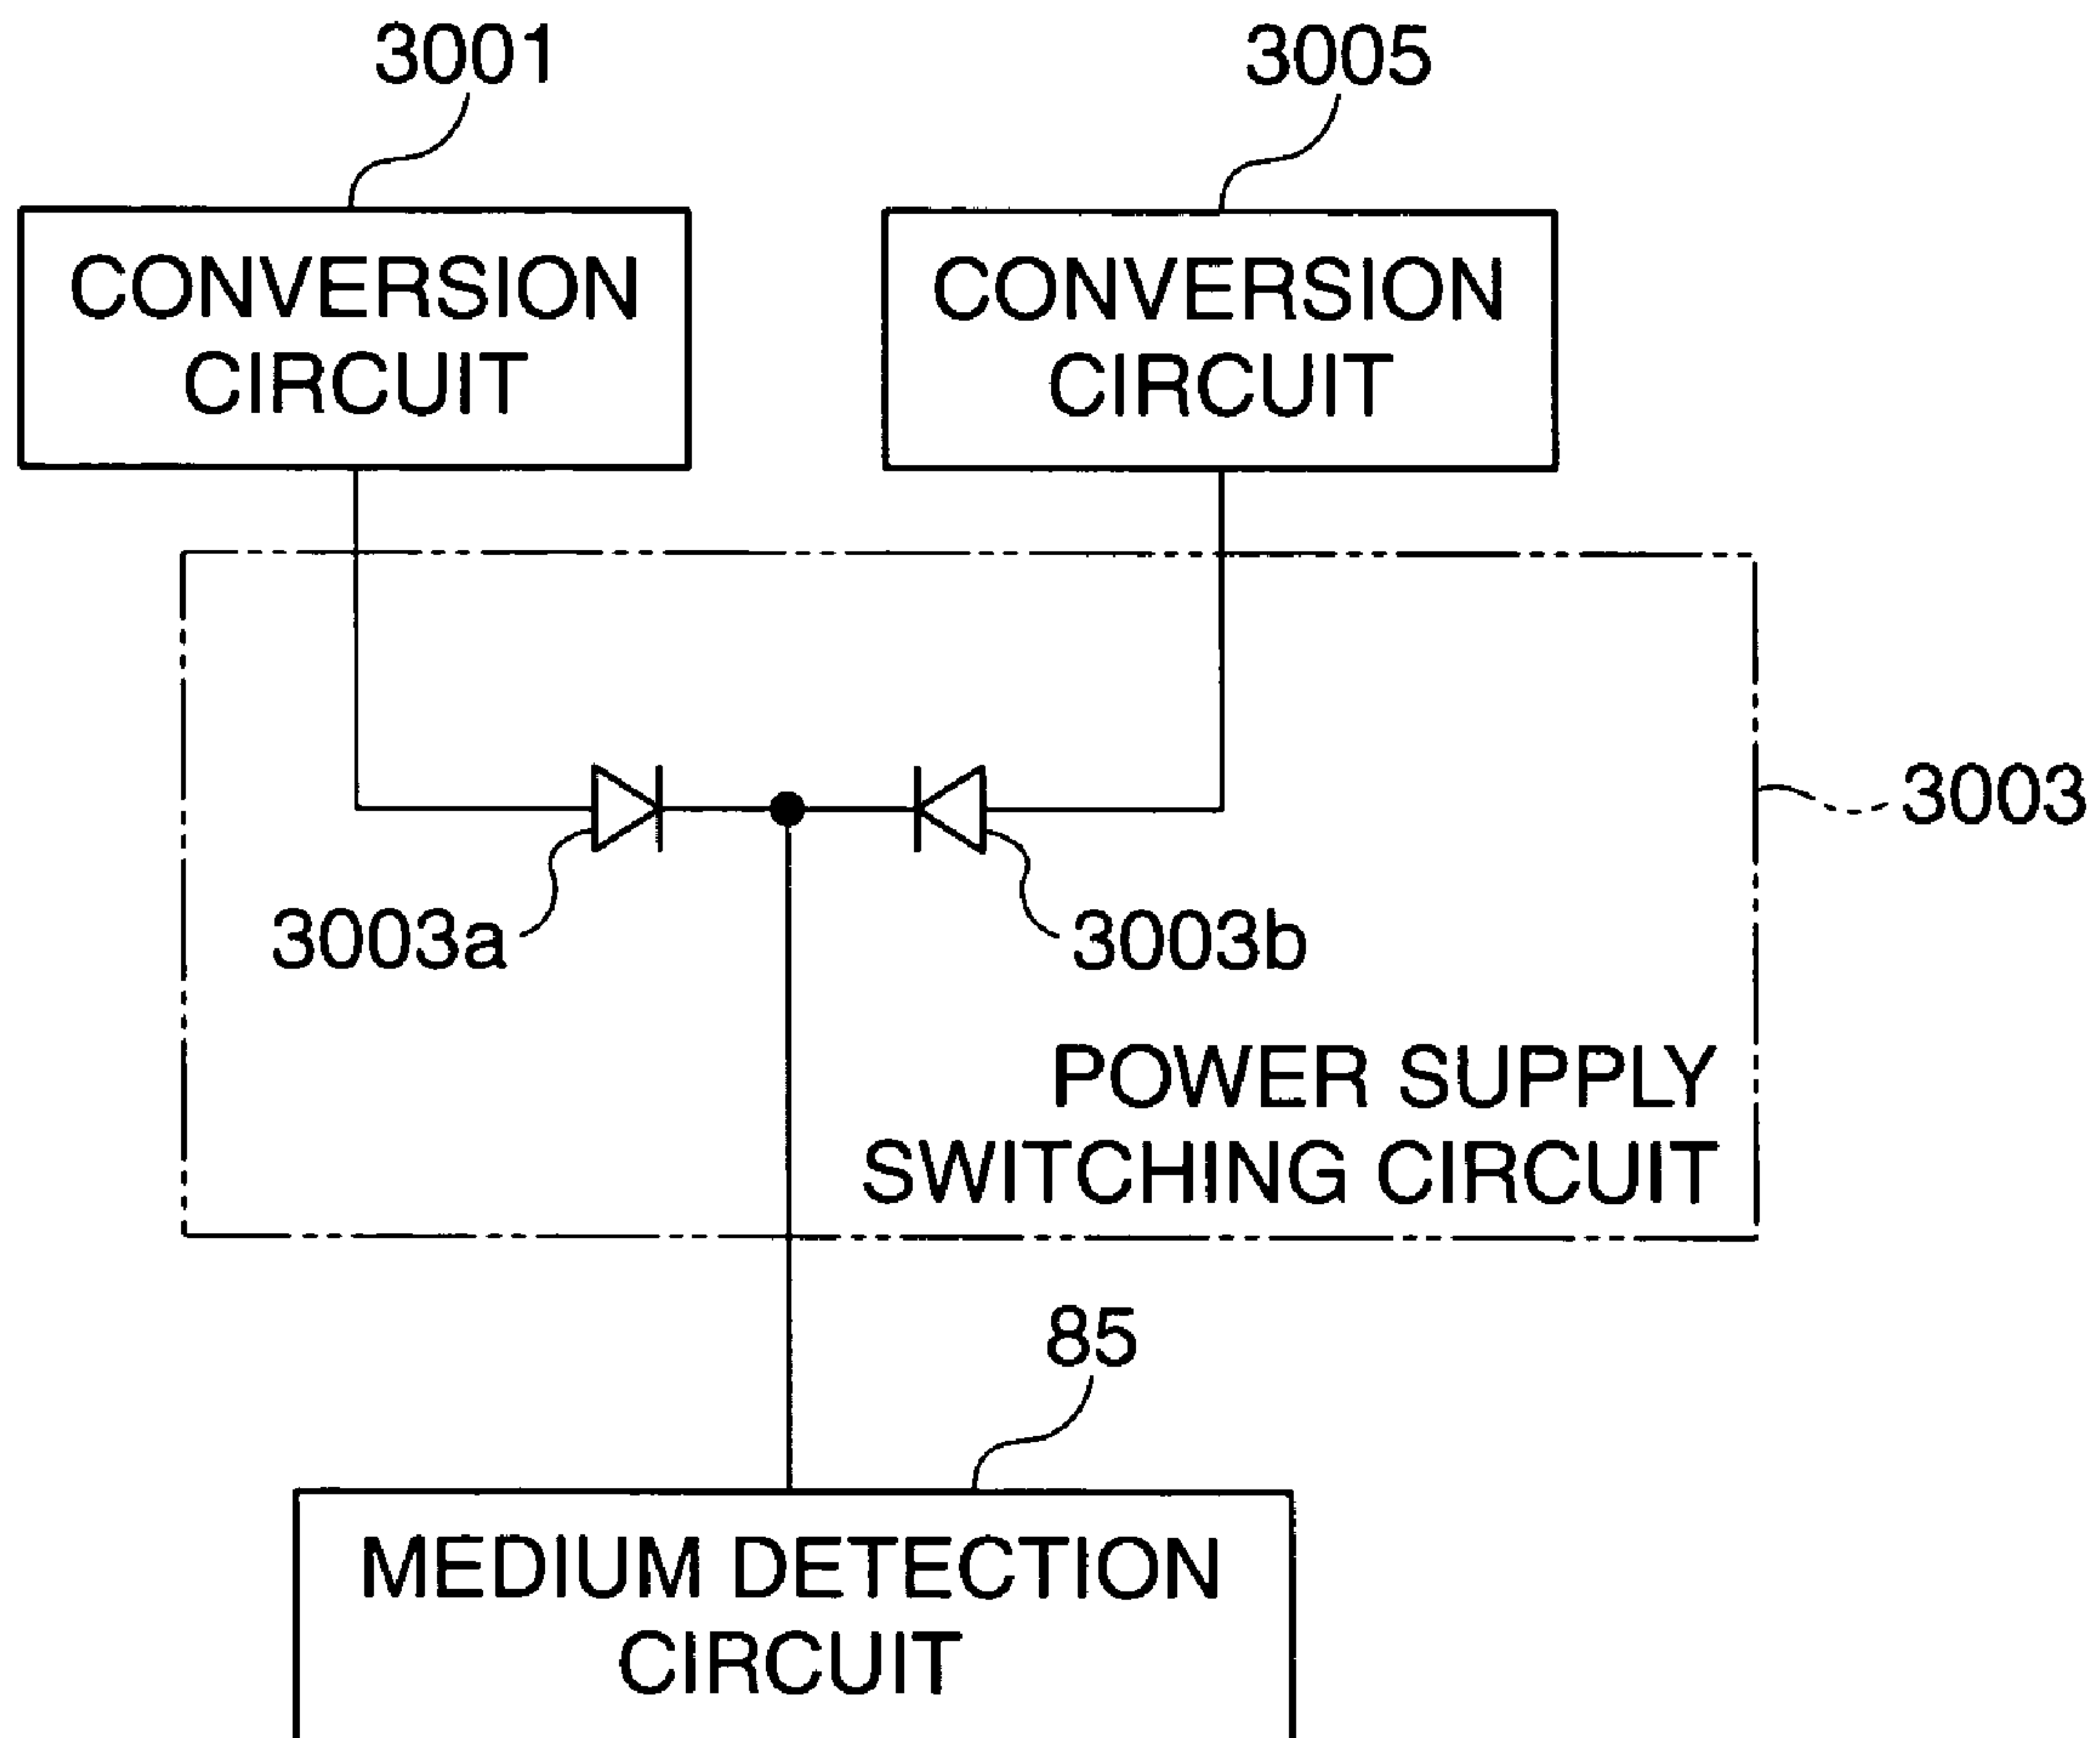 3001
3005
CONVERSION
CIRCUIT
CONVERSION
CIRCUIT
3003
3003a
3003b
POWER SUPPLY
SWITCHING CIRCUIT
85
MEDIUM DETECTION
CIRCUIT